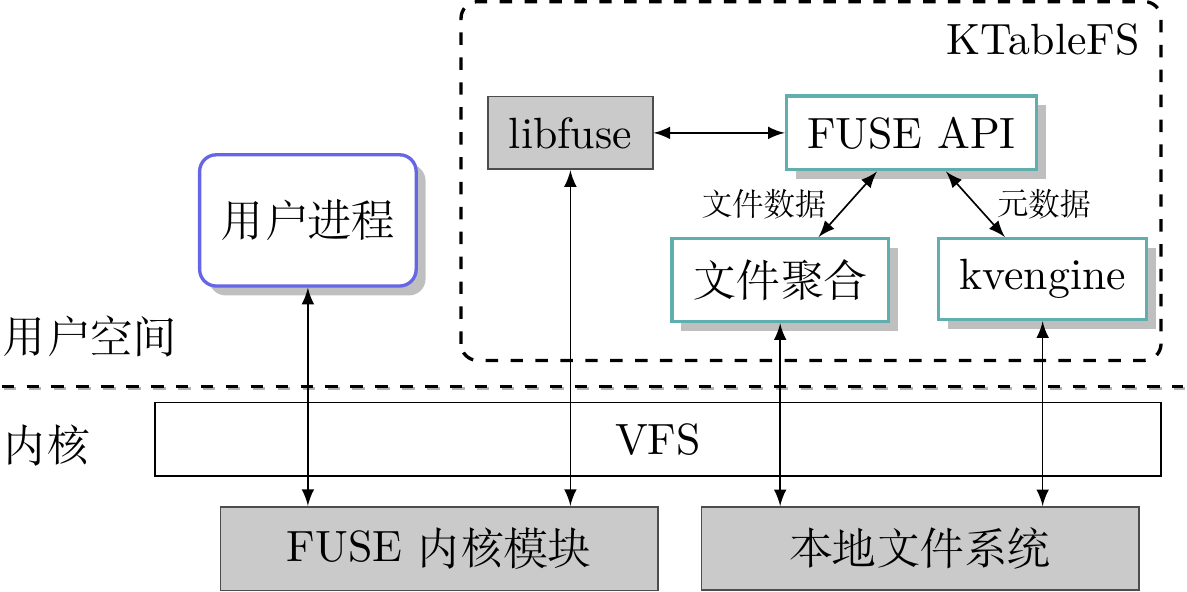 KTableFS
libfuse
FUSE API
用户进程
文件数据
元数据
文件聚合
kvengine
用户空间
内核
VFS
FUSE 内核模块
本地文件系统